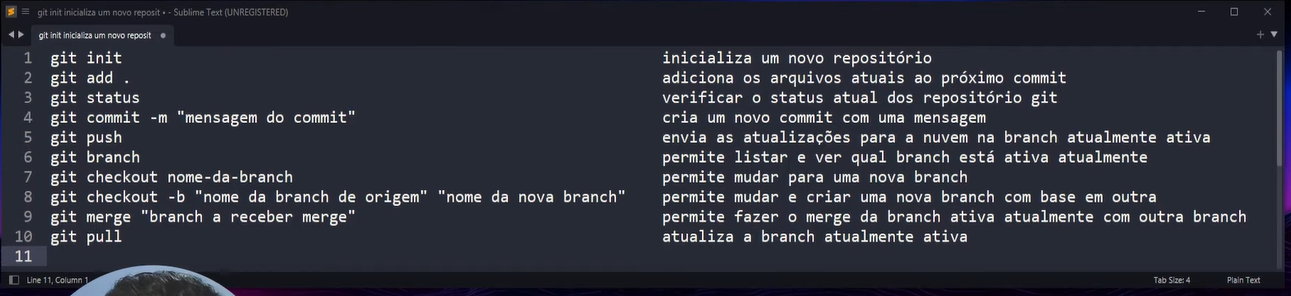 git init inicializa um novo reposit • - Sublime Text (UNREGISTERED)
git init inicializa um novo reposit
1 git init inicializa um novo repositório
2 git add . adiciona os arquivos atuais ao próximo commit
3 git status verificar o status atual dos repositório git
4 git commit -m "mensagem do commit" cria um novo commit com uma mensagem
5 git push envia as atualizações para a nuvem na branch atualmente ativa
6 git branch permite listar e ver qual branch está ativa atualmente
7 git checkout nome-da-branch permite mudar para uma nova branch
8 git checkout -b "nome da branch de origem" "nome da nova branch" permite mudar e criar uma nova branch com base em outra
9 git merge "branch a receber merge" permite fazer o merge da branch ativa atualmente com outra branch
10 git pull atualiza a branch atualmente ativa
11
Line 11, Column 1 Tab Size: 4 Plain Text